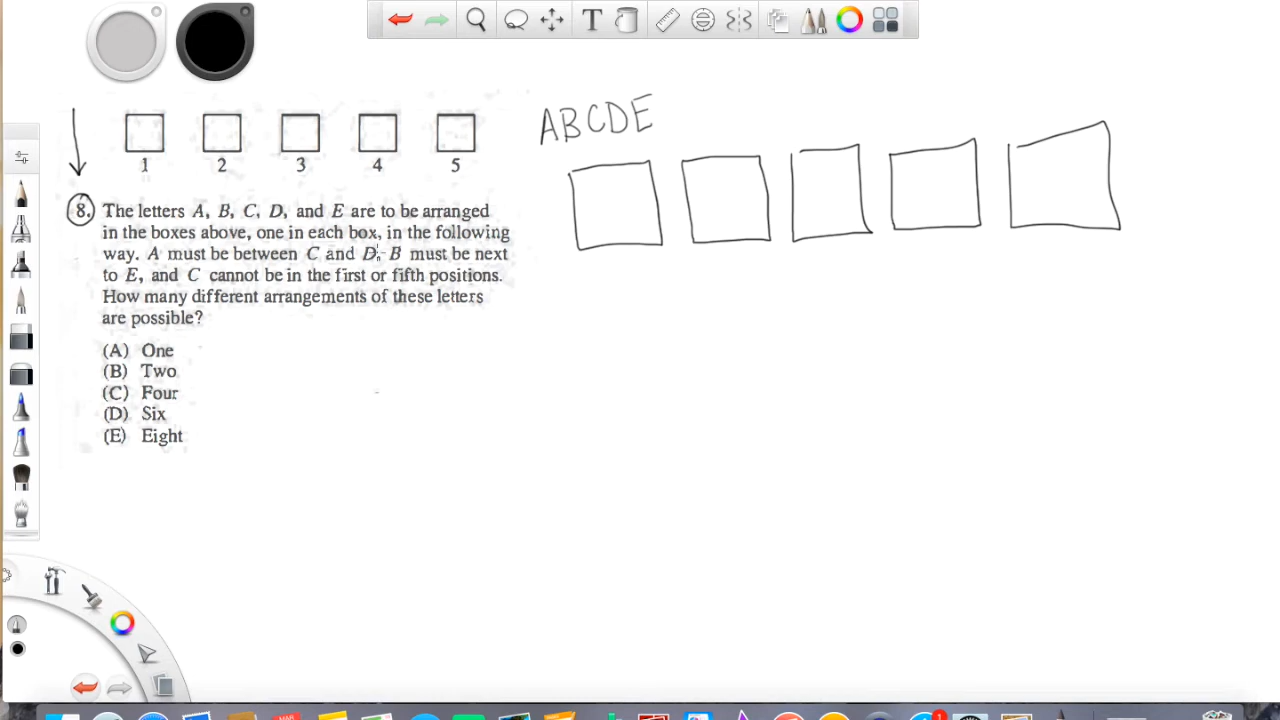 ABCDE
1 2 3 4 5
8. The letters A, B, C, D, and E are to be arranged
in the boxes above, one in each box, in the following
way. A must be between C and D, B must be next
to E, and C cannot be in the first or fifth positions.
How many different arrangements of these letters
are possible?
(A) One
(B) Two
(C) Four
(D) Six
(E) Eight
T